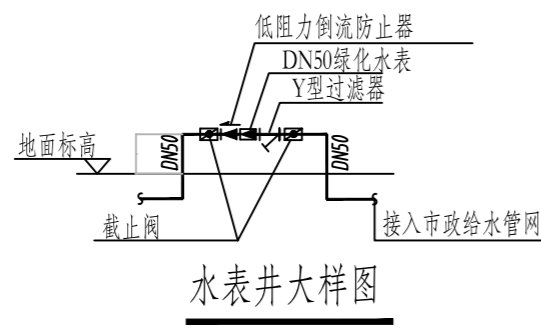 低阻力倒流防止器
DN50绿化水表
Y型过滤器
地面标高
DN50
DN50
截止阀
接入市政给水管网
水表井大样图